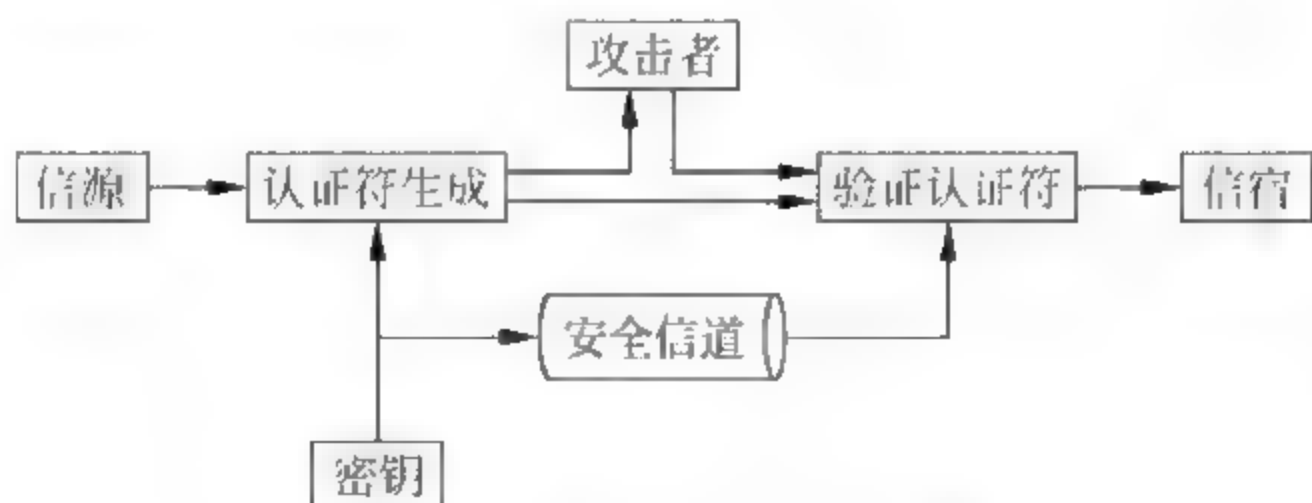 攻击者
信源
认证符生成
验证认证符
信宿
安全信道
密钥